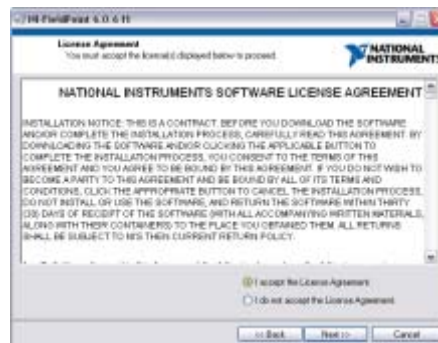 NI-FieldPoint 6.0.6
License Agreement
You must accept the license(s) displayed below to proceed.
NATIONAL
INSTRUMENTS
NATIONAL INSTRUMENTS SOFTWARE LICENSE AGREEMENT
INSTALLATION NOTICE: THIS IS A CONTRACT. BEFORE YOU DOWNLOAD THE SOFTWARE
AND/OR COMPLETE THE INSTALLATION PROCESS, CAREFULLY READ THIS AGREEMENT. BY
DOWNLOADING THE SOFTWARE AND/OR CLICKING THE APPLICABLE BUTTON TO
COMPLETE THE INSTALLATION PROCESS, YOU CONSENT TO THE TERMS OF THIS
AGREEMENT AND YOU AGREE TO BE BOUND BY THIS AGREEMENT. IF YOU DO NOT WISH TO
BECOME A PARTY TO THIS AGREEMENT AND BE BOUND BY ALL OF ITS TERMS AND
CONDITIONS, CLICK THE APPROPRIATE BUTTON TO CANCEL THE INSTALLATION PROCESS,
DO NOT INSTALL OR USE THE SOFTWARE, AND RETURN THE SOFTWARE WITHIN THIRTY
(30) DAYS OF RECEIPT OF THE SOFTWARE (WITH ALL ACCOMPANYING WRITTEN MATERIALS,
ALONG WITH THEIR CONTAINERS) TO THE PLACE YOU OBTAINED THEM. ALL RETURNS
SHALL BE SUBJECT TO NI'S THEN CURRENT RETURN POLICY.
I accept the License Agreement.
I do not accept the License Agreement.
<< Back
Next >>
Cancel